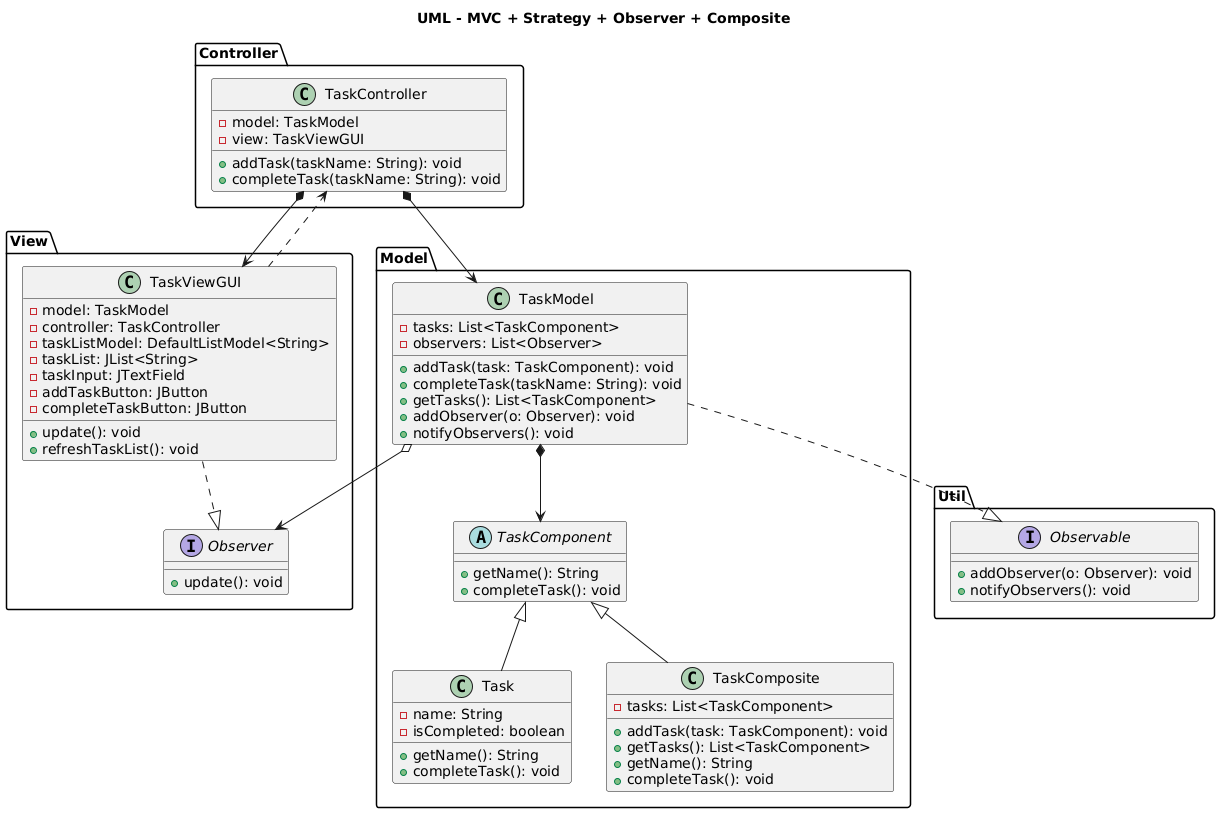 UML - MVC + Strategy + Observer + Composite
Controller
C TaskController
model: TaskModel
view: TaskViewGUI
addTask(taskName: String): void
completeTask(taskName: String): void
View
C TaskViewGUI
model: TaskModel
controller: TaskController
taskListModel: DefaultListModel<String>
taskList: JList<String>
taskInput: JTextField
addTaskButton: JButton
completeTaskButton: JButton
update(): void
refreshTaskList(): void
I Observer
update(): void
Model
C TaskModel
tasks: List<TaskComponent>
observers: List<Observer>
addTask(task: TaskComponent): void
completeTask(taskName: String): void
getTasks(): List<TaskComponent>
addObserver(o: Observer): void
notifyObservers(): void
A TaskComponent
getName(): String
completeTask(): void
C Task
name: String
isCompleted: boolean
getName(): String
completeTask(): void
C TaskComposite
tasks: List<TaskComponent>
addTask(task: TaskComponent): void
getTasks(): List<TaskComponent>
getName(): String
completeTask(): void
Util
I Observable
addObserver(o: Observer): void
notifyObservers(): void